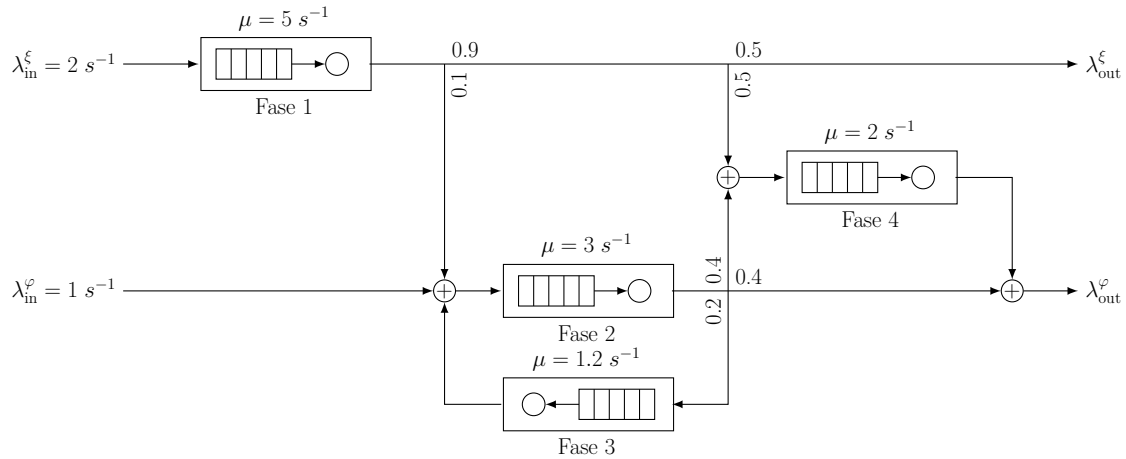 μ = 5 s⁻¹
λ_in^ξ = 2 s⁻¹
Fase 1
0.9
0.1
0.5
0.5
λ_out^ξ
μ = 2 s⁻¹
+
Fase 4
μ = 3 s⁻¹
λ_in^φ = 1 s⁻¹
+
Fase 2
0.4
0.4
0.2
+
λ_out^φ
μ = 1.2 s⁻¹
Fase 3